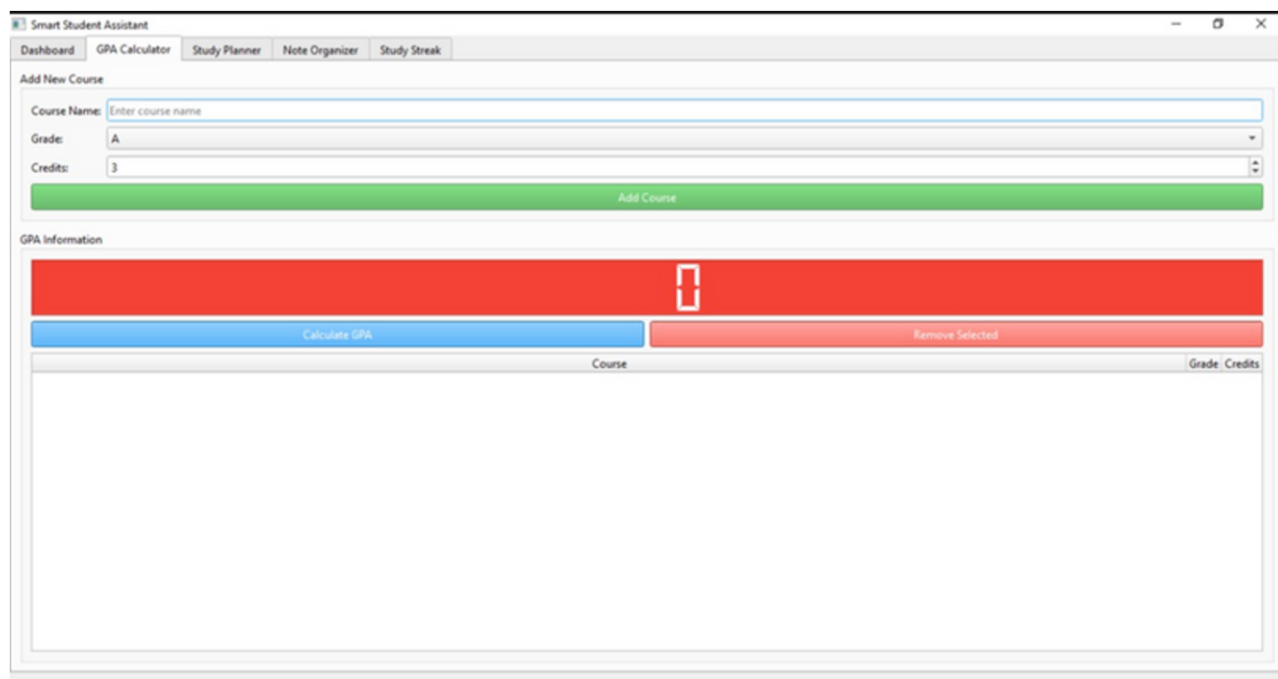 Smart Student Assistant
Dashboard GPA Calculator Study Planner Note Organizer Study Streak
Add New Course
Course Name: Enter course name
Grade: A
Credits: 3
Add Course
GPA Information
0
Calculate GPA Remove Selected
Course Grade Credits